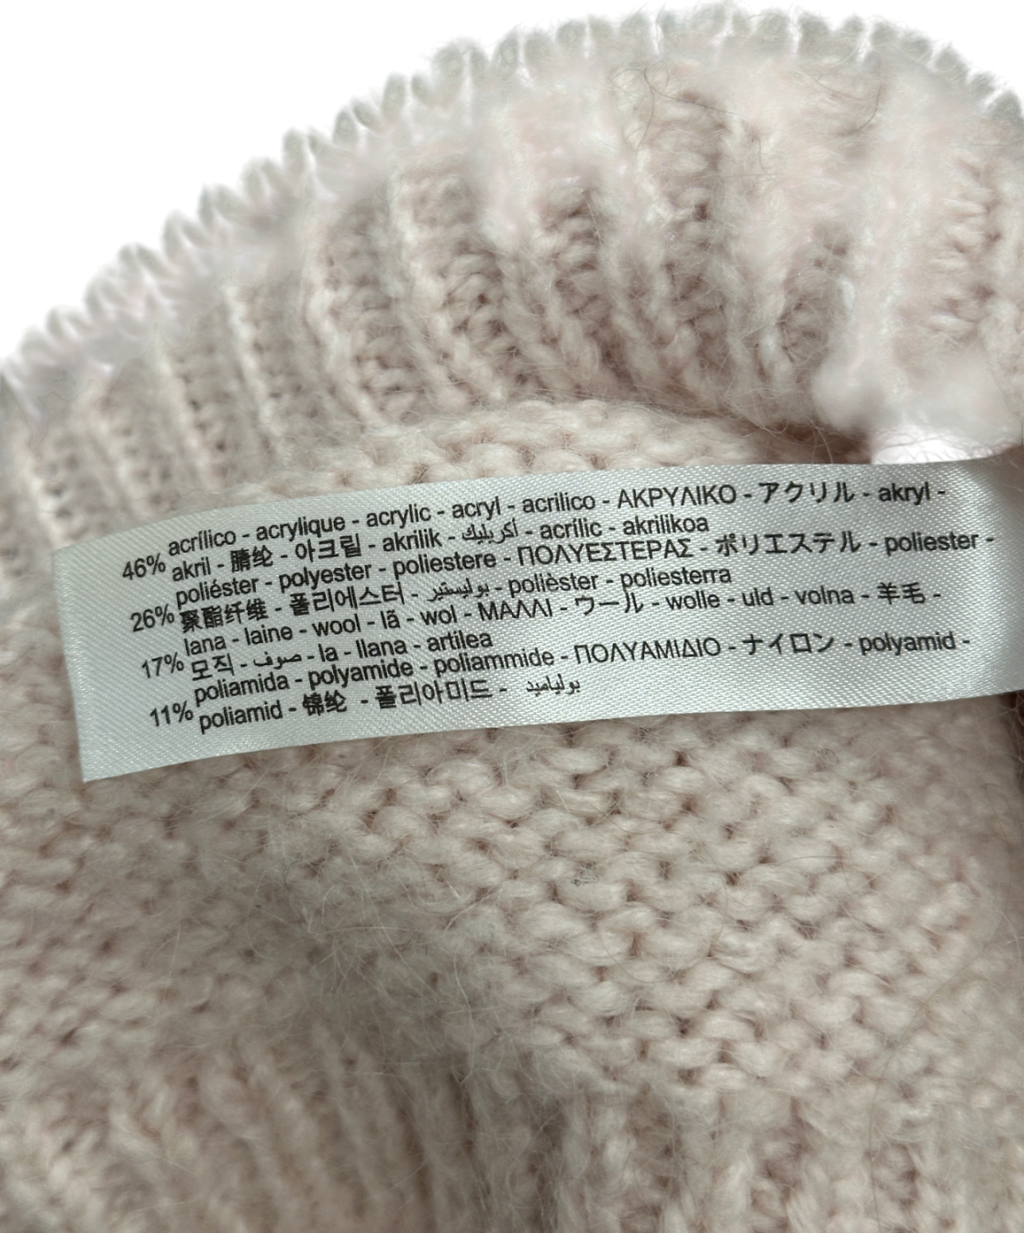 46% acrílico - acrylique - acrylic - acryl - acrilico - ΑΚΡΥΛΙΚΟ - アクリル - akryl -
akril - 腈纶 - 아크릴 - akrilik - أكريليك - acrílic - akrilikoa
26% poliéster - polyester - poliestere - ΠΟΛΥΕΣΤΕΡΑΣ - ポリエステル - poliester -
聚酯纤维 - 폴리에스터 - بوليستير - polièster - poliesterra
17% lana - laine - wool - lã - wol - ΜΑΛΛΙ - ウール - wolle - uld - volna - 羊毛 -
모직 - صوف - la - llana - artilea
11% poliamida - polyamide - poliammide - ΠΟΛΥΑΜΙΔΙΟ - ナイロン - polyamid -
poliamid - 锦纶 - 폴리아미드 - بولياميد